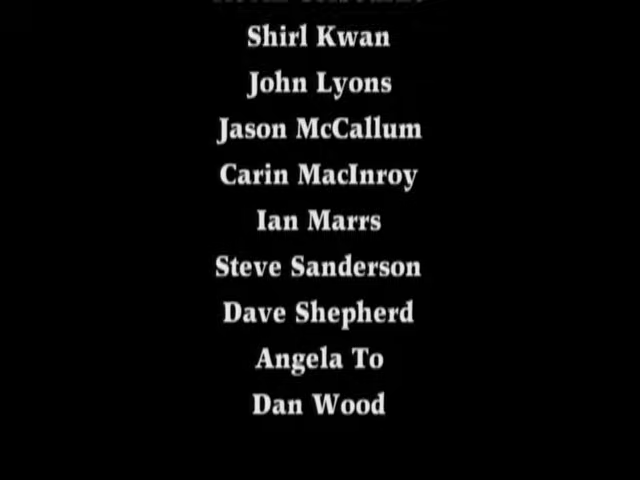 Shirl Kwan
John Lyons
Jason McCallum
Carin MacInroy
Ian Marrs
Steve Sanderson
Dave Shepherd
Angela To
Dan Wood